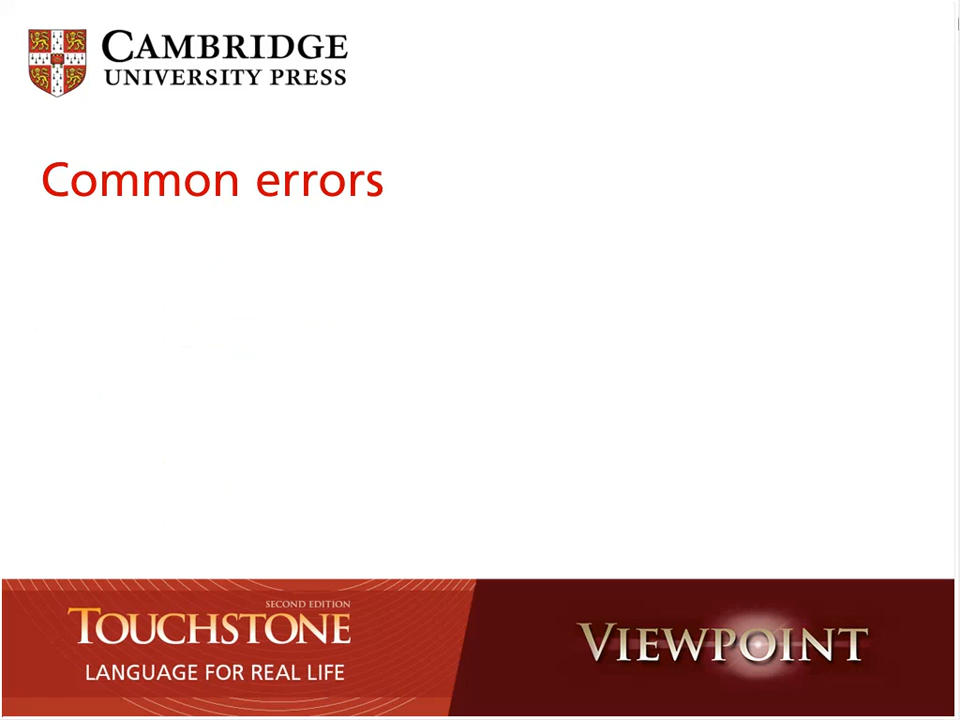 CAMBRIDGE
UNIVERSITY PRESS
Common errors
SECOND EDITION
TOUCHSTONE
LANGUAGE FOR REAL LIFE
VIEWPOINT